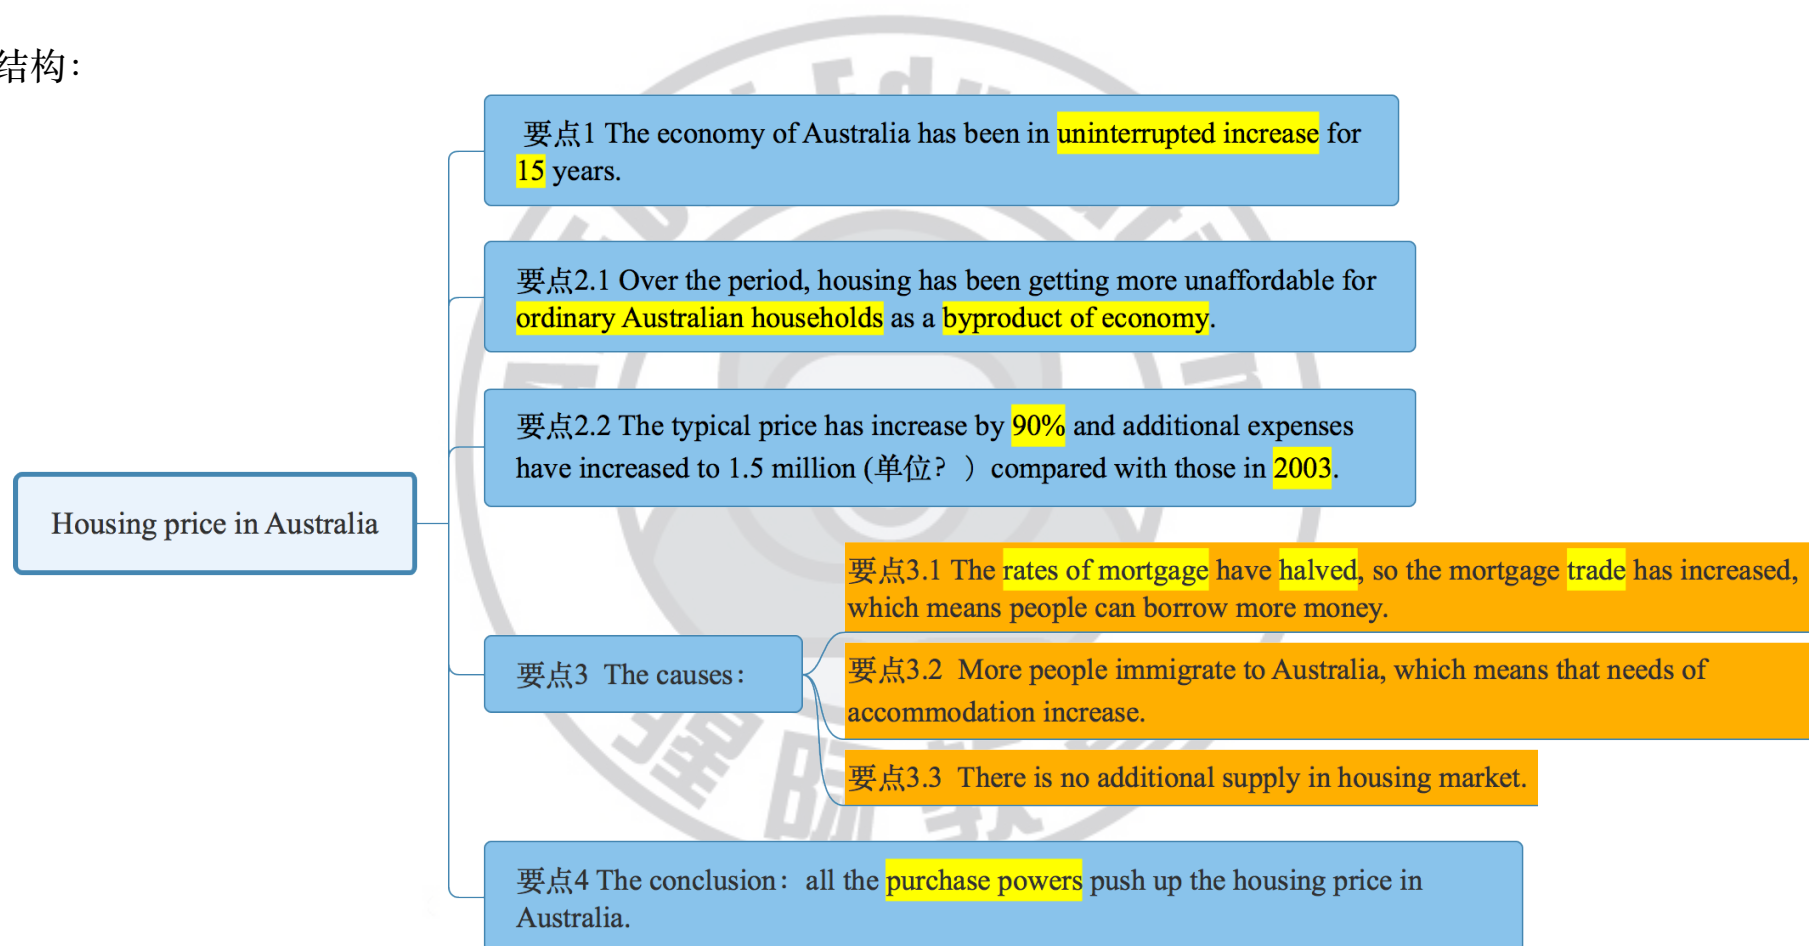 结构：
要点1 The economy of Australia has been in uninterrupted increase for
15 years.
要点2.1 Over the period, housing has been getting more unaffordable for
ordinary Australian households as a byproduct of economy.
要点2.2 The typical price has increase by 90% and additional expenses
have increased to 1.5 million (单位？ ）compared with those in 2003.
Housing price in Australia
要点3 The causes：
要点3.1 The rates of mortgage have halved, so the mortgage trade has increased,
which means people can borrow more money.
要点3.2 More people immigrate to Australia, which means that needs of
accommodation increase.
要点3.3 There is no additional supply in housing market.
要点4 The conclusion：all the purchase powers push up the housing price in
Australia.